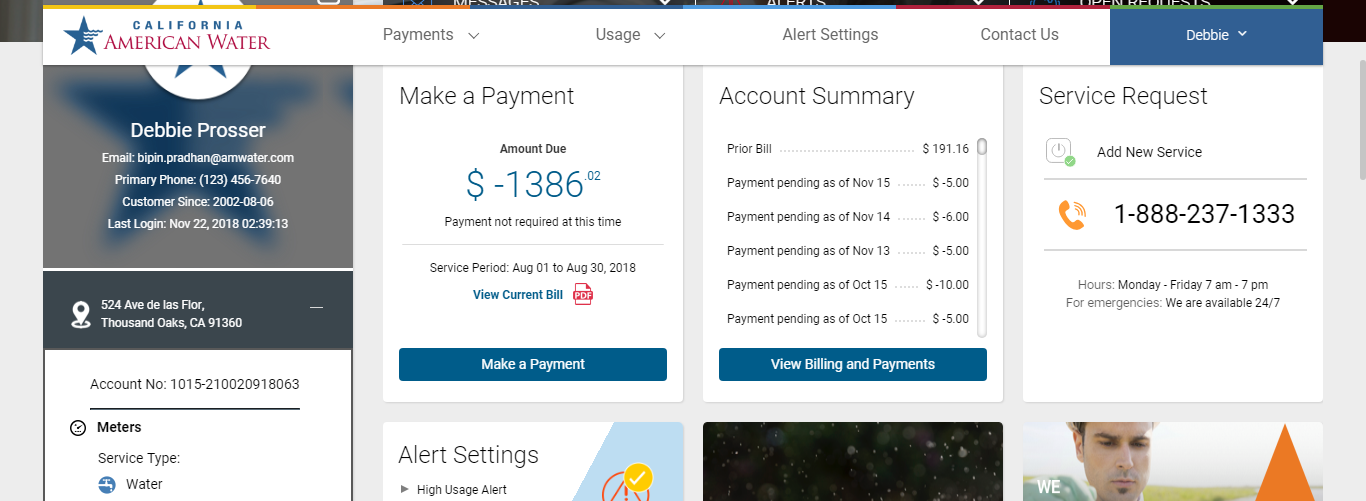 MESSAGES
ALERTS
OPEN REQUESTS
CALIFORNIA
AMERICAN WATER
Payments
Usage
Alert Settings
Contact Us
Debbie
Debbie Prosser
Email: bipin.pradhan@amwater.com
Primary Phone: (123) 456-7640
Customer Since: 2002-08-06
Last Login: Nov 22, 2018 02:39:13
524 Ave de las Flor,
Thousand Oaks, CA 91360
Account No: 1015-210020918063
Meters
Service Type:
Water
Make a Payment
Amount Due
$ -1386.02
Payment not required at this time
Service Period: Aug 01 to Aug 30, 2018
View Current Bill PDF
Make a Payment
Account Summary
Prior Bill $ 191.16
Payment pending as of Nov 15 $ -5.00
Payment pending as of Nov 14 $ -6.00
Payment pending as of Nov 13 $ -5.00
Payment pending as of Oct 15 $ -10.00
Payment pending as of Oct 15 $ -5.00
View Billing and Payments
Service Request
Add New Service
1-888-237-1333
Hours: Monday - Friday 7 am - 7 pm
For emergencies: We are available 24/7
Alert Settings
High Usage Alert
WE